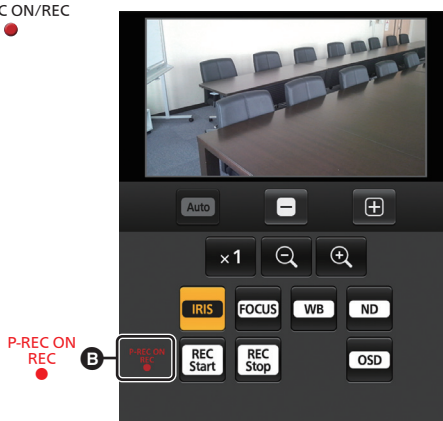 C ON/REC
Auto
×1
IRIS FOCUS WB ND
P-REC ON
REC
B
P-REC ON
REC
REC
Start
REC
Stop
OSD